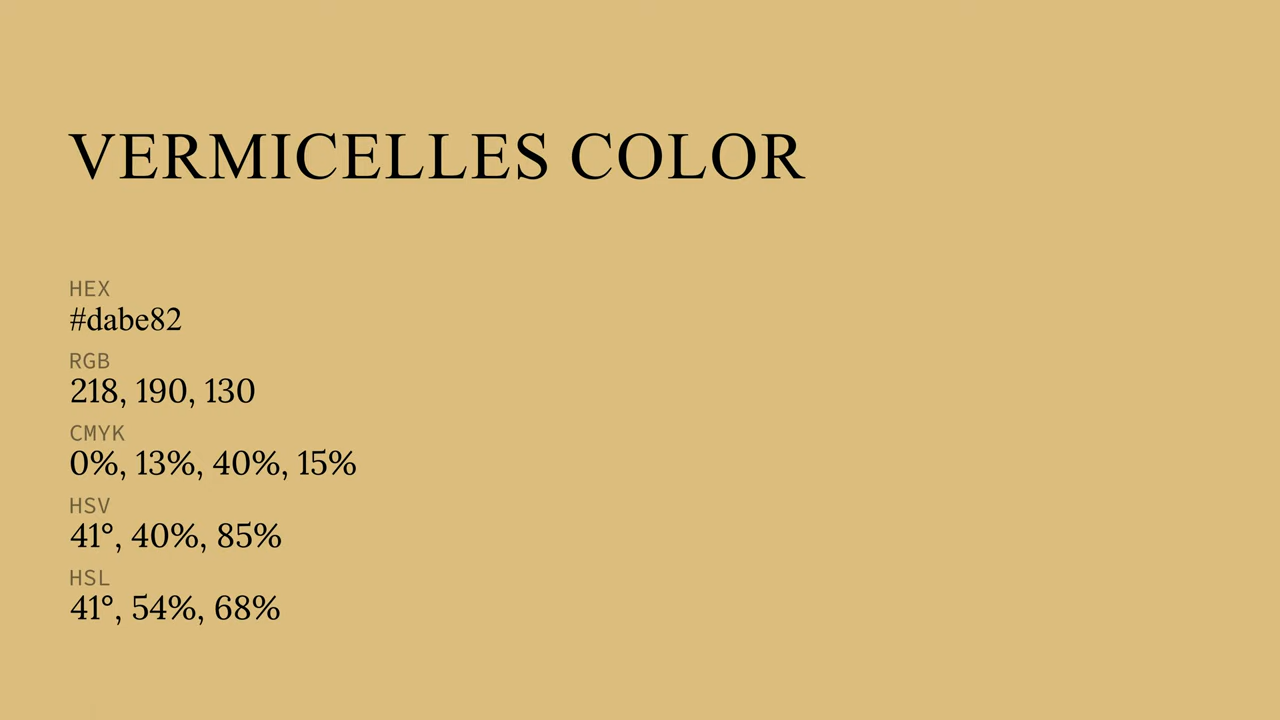 VERMICELLES COLOR
HEX
#dabe82
RGB
218, 190, 130
CMYK
0%, 13%, 40%, 15%
HSV
41°, 40%, 85%
HSL
41°, 54%, 68%